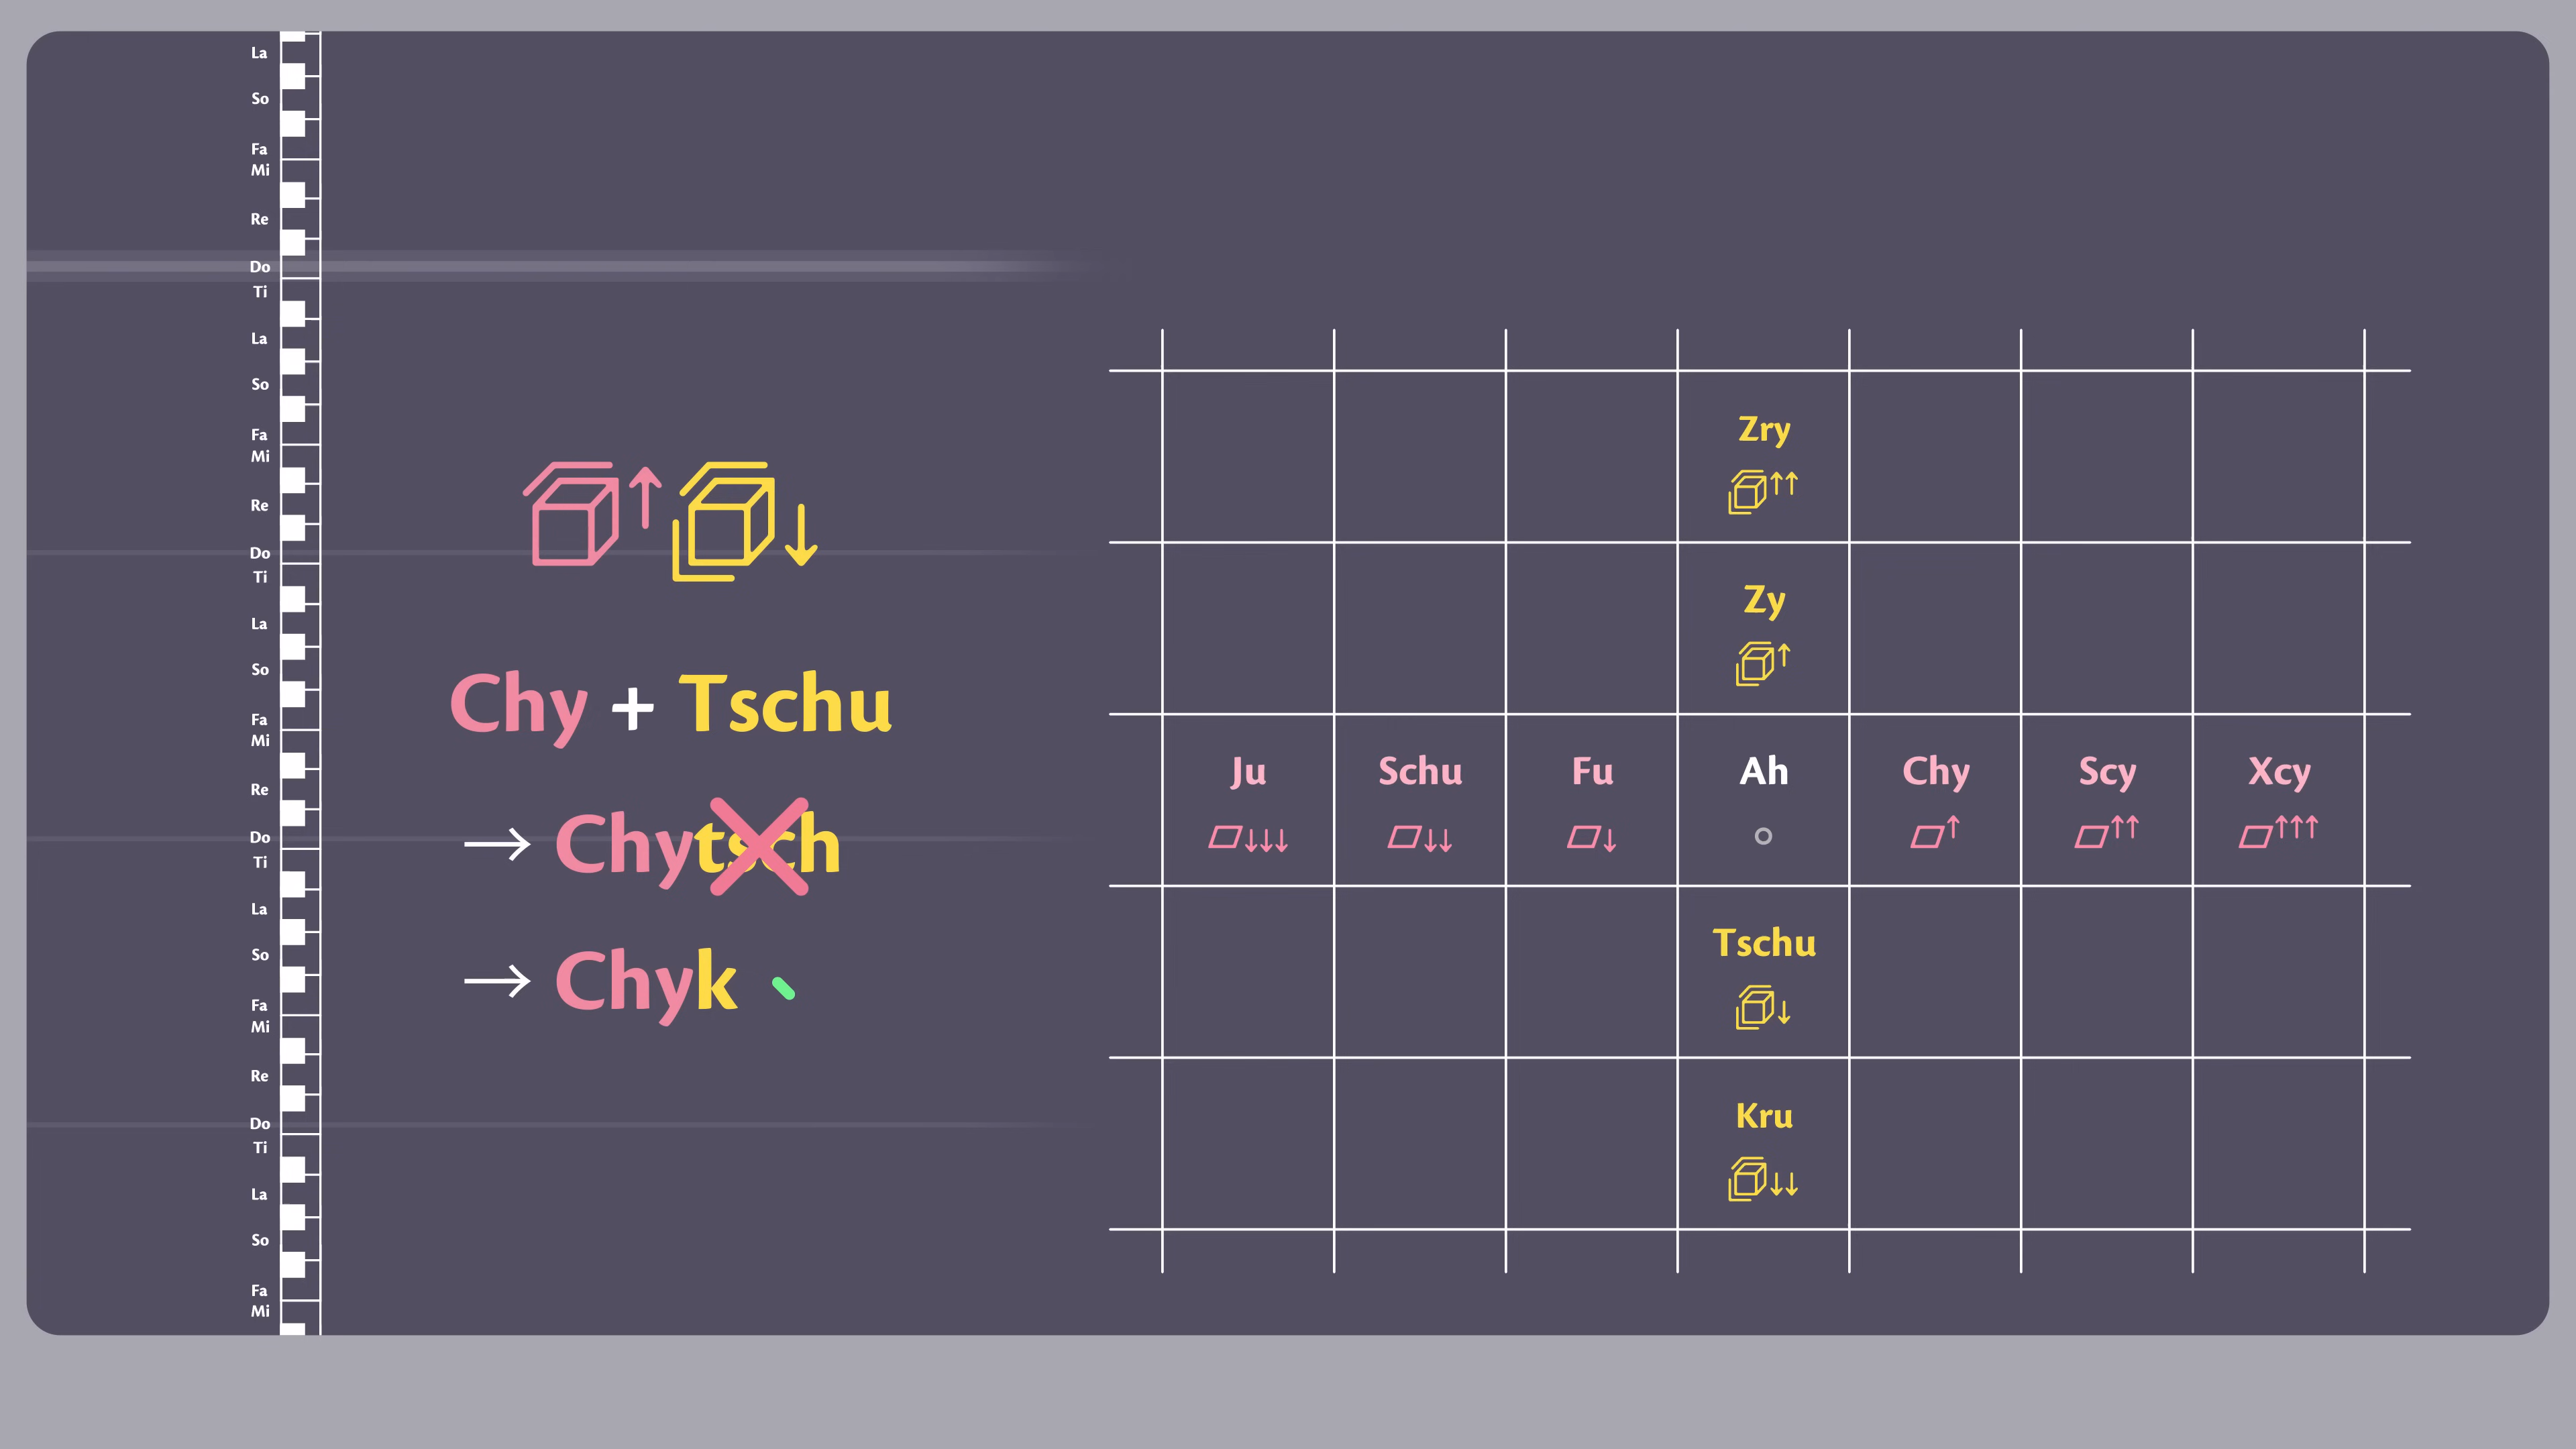 La
So
Fa
Mi
Re
Do
Ti
La
So
Fa
Mi
Re
Do
Ti
La
So
Fa
Mi
Re
Do
Ti
La
So
Fa
Mi
Re
Do
Ti
La
So
Fa
Mi
Chy + Tschu
→ Chytsch
→ Chyk
Zry
Zy
Ju Schu Fu Ah Chy Scy Xcy
Tschu
Kru